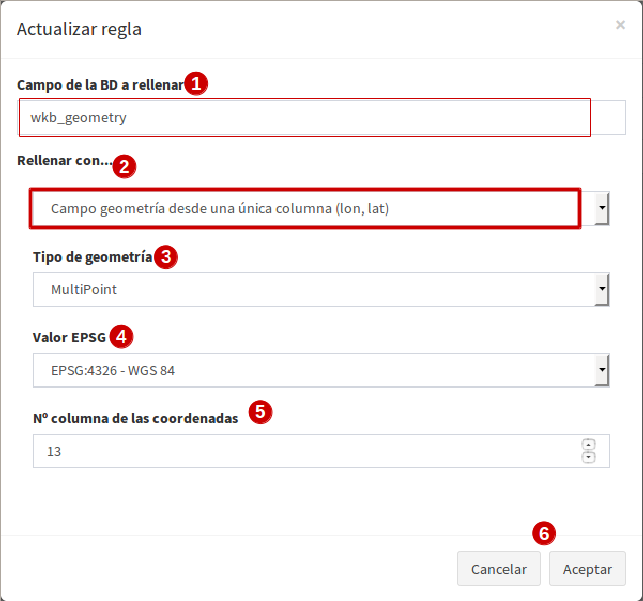 Actualizar regla ×
Campo de la BD a rellenar 1
wkb_geometry
Rellenar con... 2
Campo geometría desde una única columna (lon, lat)
Tipo de geometría 3
MultiPoint
Valor EPSG 4
EPSG:4326 - WGS 84
Nº columna de las coordenadas 5
13
6
Cancelar Aceptar